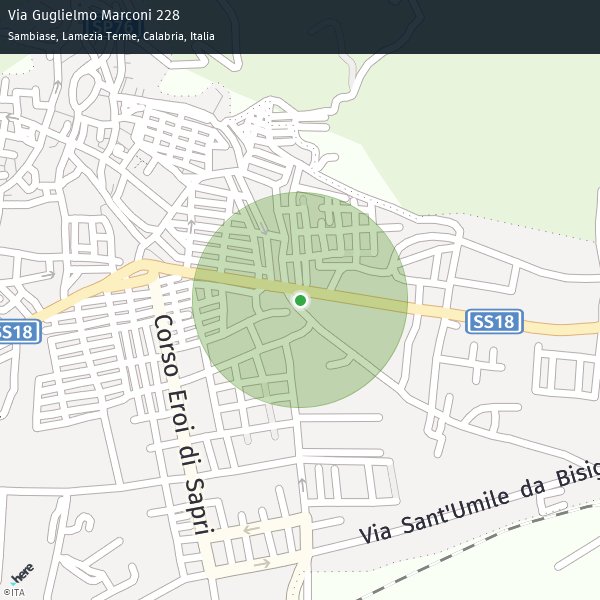 Via Guglielmo Marconi 228
Sambiase, Lamezia Terme, Calabria, Italia
SS18
SS18
Corso Eroi di Sapri
Via Sant'Umile da Bisig
here
©ITA